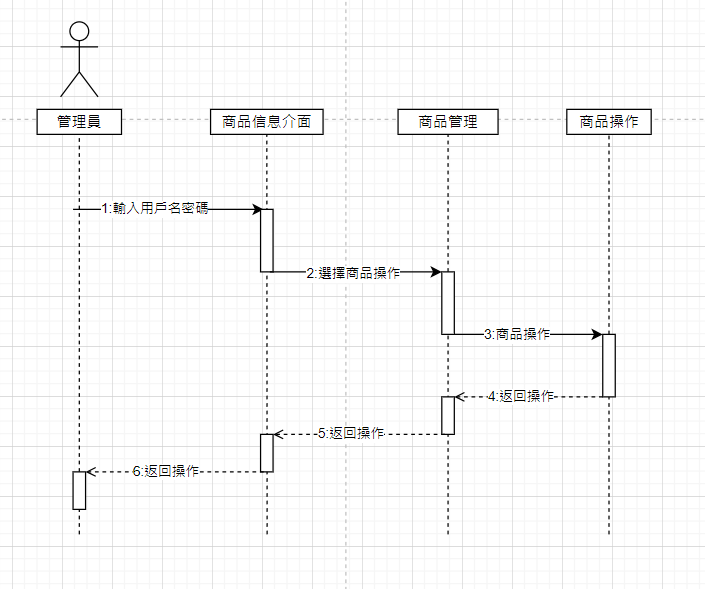 管理員
商品信息介面
商品管理
商品操作
1:輸入用戶名密碼
2:選擇商品操作
3:商品操作
4:返回操作
5:返回操作
6:返回操作